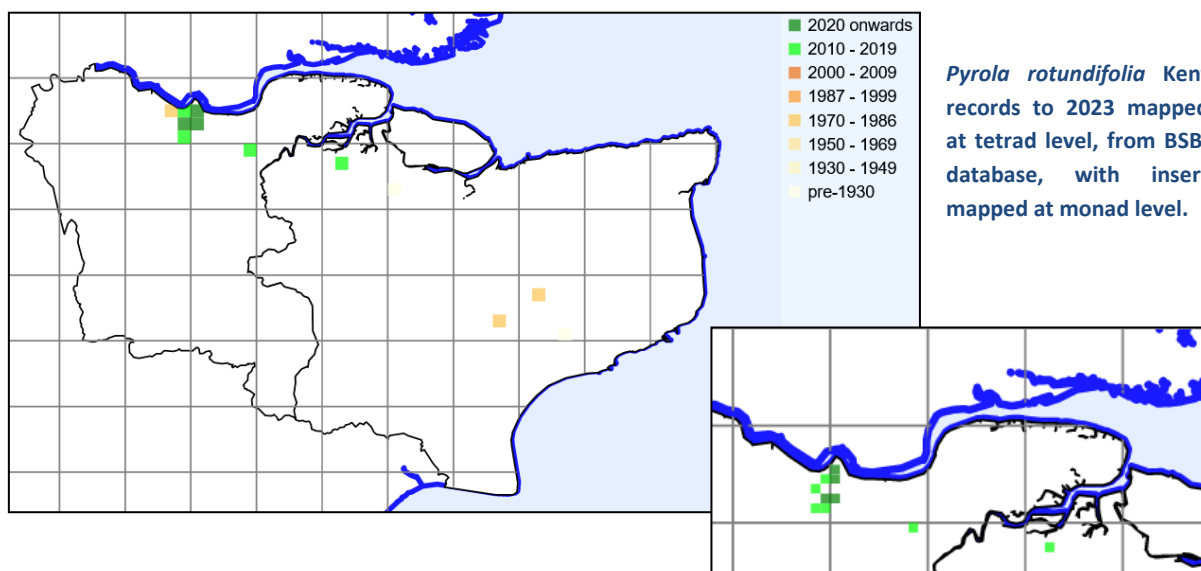 2020 onwards
2010 - 2019
2000 - 2009
1987 - 1999
1970 - 1986
1950 - 1969
1930 - 1949
pre-1930
Pyrola rotundifolia Ken
records to 2023 mapped
at tetrad level, from BSB
database, with inser
mapped at monad level.